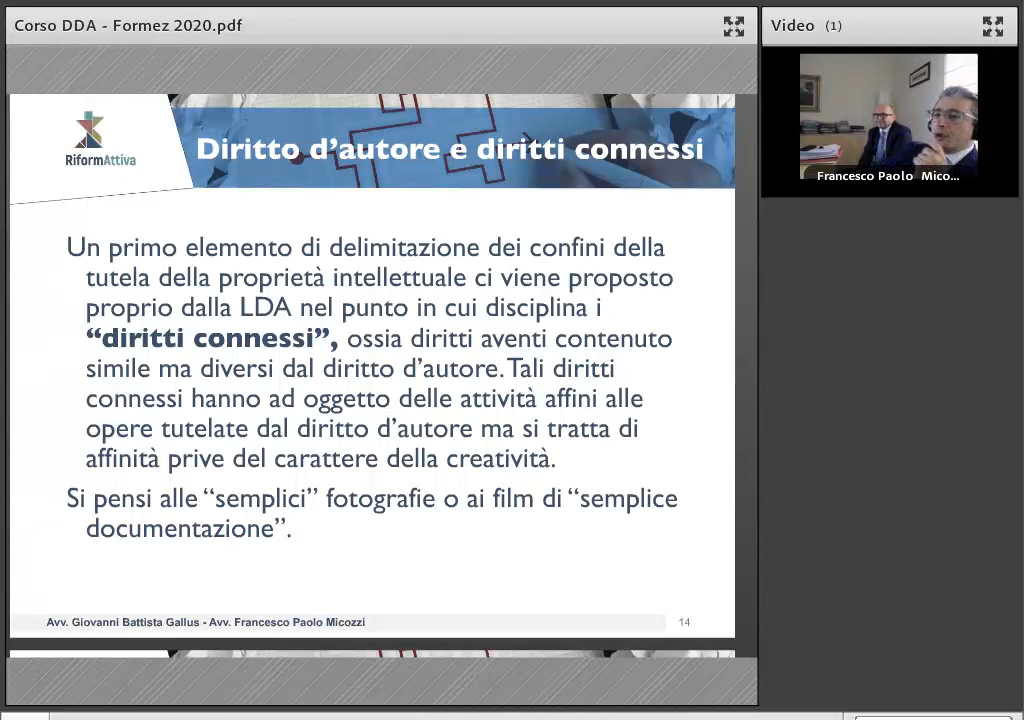 Corso DDA - Formez 2020.pdf
Video (1)
RiformAttiva
Diritto d’autore e diritti connessi
Francesco Paolo Mico...
Un primo elemento di delimitazione dei confini della
tutela della proprietà intellettuale ci viene proposto
proprio dalla LDA nel punto in cui disciplina i
“diritti connessi”, ossia diritti aventi contenuto
simile ma diversi dal diritto d’autore. Tali diritti
connessi hanno ad oggetto delle attività affini alle
opere tutelate dal diritto d’autore ma si tratta di
affinità prive del carattere della creatività.
Si pensi alle “semplici” fotografie o ai film di “semplice
documentazione”.
Avv. Giovanni Battista Gallus - Avv. Francesco Paolo Micozzi
14